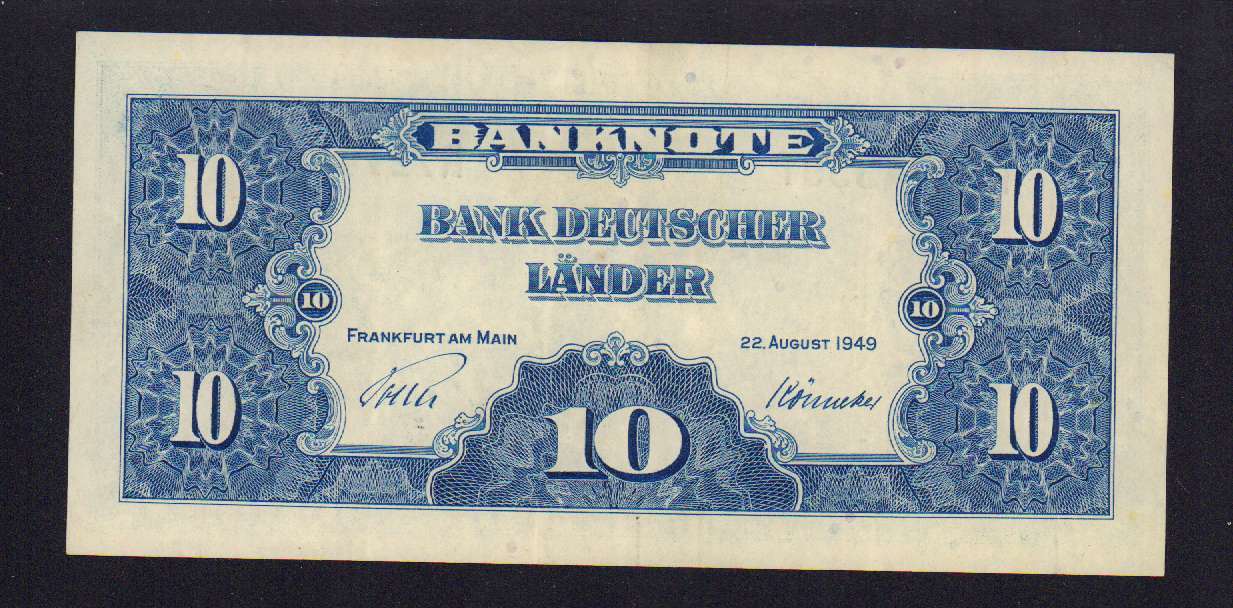 BANKNOTE
10 10
BANK DEUTSCHER
LÄNDER
10 10
FRANKFURT AM MAIN 22. AUGUST 1949
10 10
10